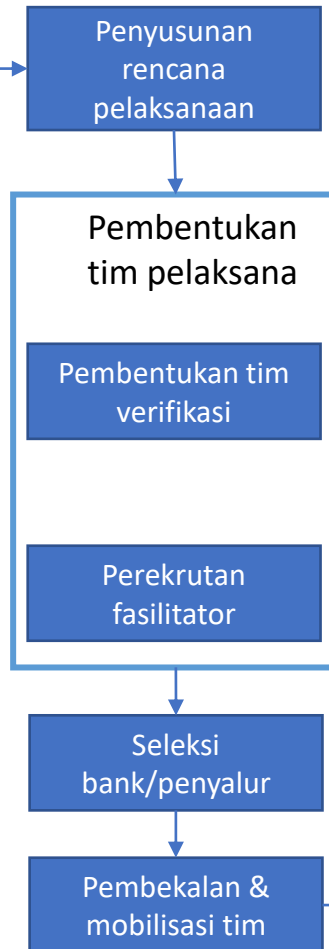 Penyusunan
rencana
pelaksanaan
Pembentukan
tim pelaksana
Pembentukan tim
verifikasi
Perekrutan
fasilitator
Seleksi
bank/penyalur
Pembekalan &
mobilisasi tim